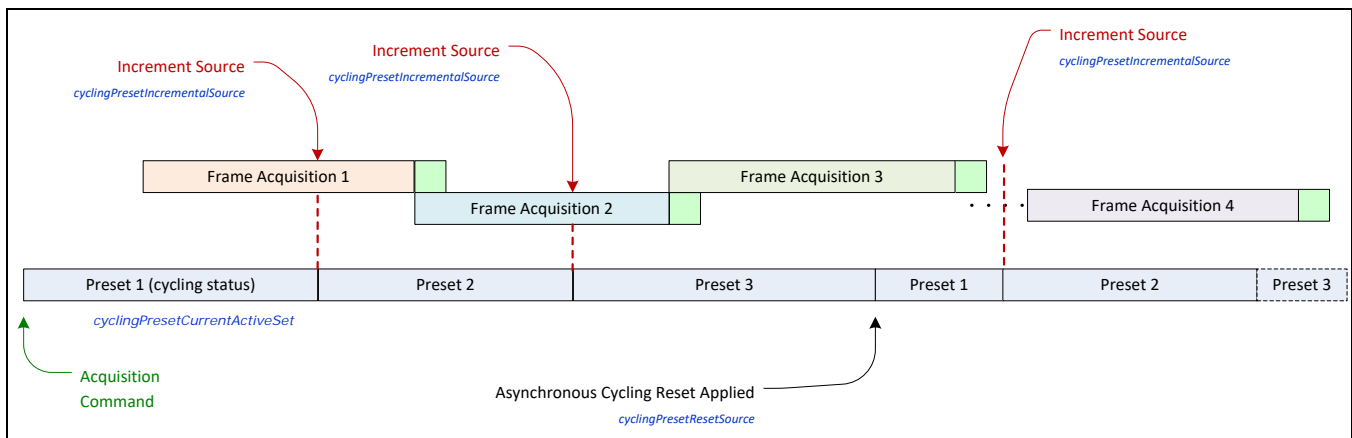 Increment Source
cyclingPresetIncrementalSource
Increment Source
cyclingPresetIncrementalSource
Increment Source
cyclingPresetIncrementalSource
Frame Acquisition 1
Frame Acquisition 2
Frame Acquisition 3
. . . . .
Frame Acquisition 4
Preset 1 (cycling status)
Preset 2
Preset 3
Preset 1
Preset 2
Preset 3
cyclingPresetCurrentActiveSet
Acquisition
Command
Asynchronous Cycling Reset Applied
cyclingPresetResetSource